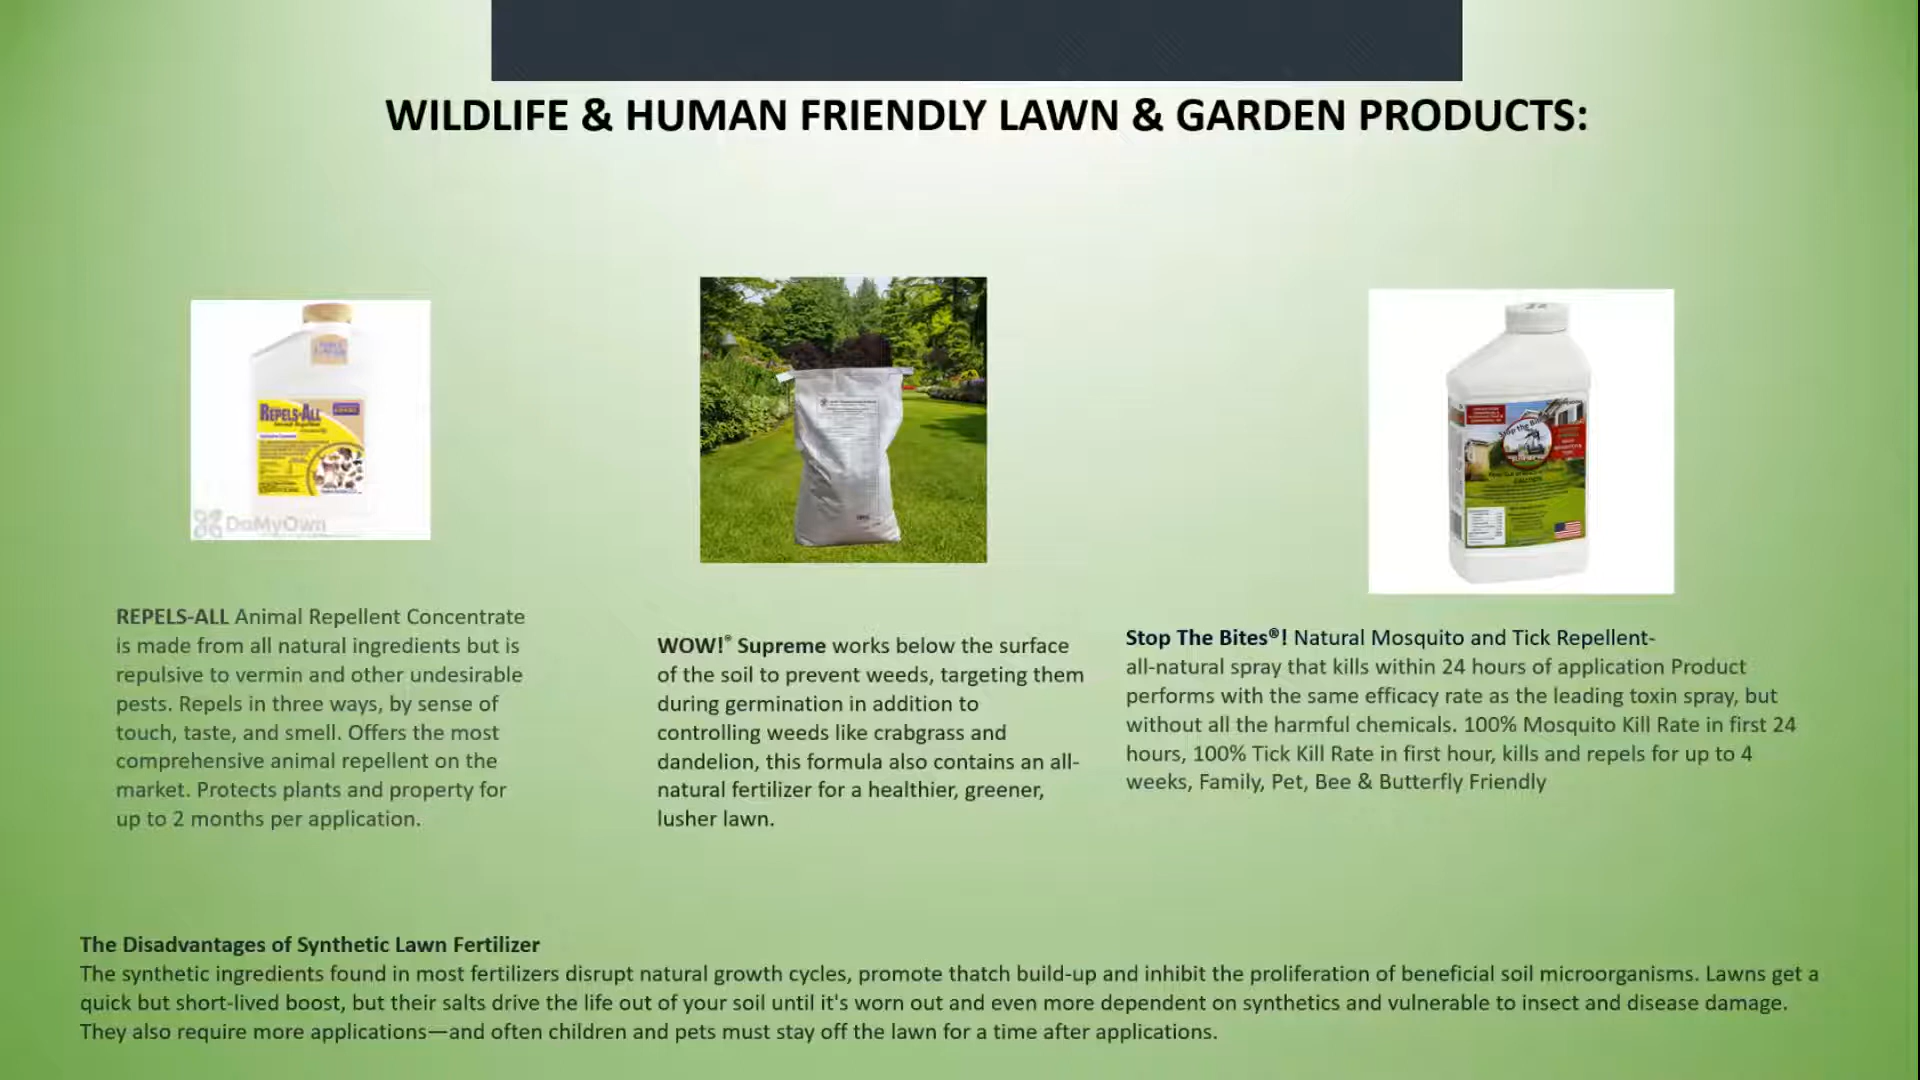 WILDLIFE & HUMAN FRIENDLY LAWN & GARDEN PRODUCTS:
REPELS-ALL
DoMyOwn
Stop the Bites
REPELS-ALL Animal Repellent Concentrate
is made from all natural ingredients but is
repulsive to vermin and other undesirable
pests. Repels in three ways, by sense of
touch, taste, and smell. Offers the most
comprehensive animal repellent on the
market. Protects plants and property for
up to 2 months per application.
WOW!® Supreme works below the surface
of the soil to prevent weeds, targeting them
during germination in addition to
controlling weeds like crabgrass and
dandelion, this formula also contains an all-
natural fertilizer for a healthier, greener,
lusher lawn.
Stop The Bites®! Natural Mosquito and Tick Repellent-
all-natural spray that kills within 24 hours of application Product
performs with the same efficacy rate as the leading toxin spray, but
without all the harmful chemicals. 100% Mosquito Kill Rate in first 24
hours, 100% Tick Kill Rate in first hour, kills and repels for up to 4
weeks, Family, Pet, Bee & Butterfly Friendly
The Disadvantages of Synthetic Lawn Fertilizer
The synthetic ingredients found in most fertilizers disrupt natural growth cycles, promote thatch build-up and inhibit the proliferation of beneficial soil microorganisms. Lawns get a
quick but short-lived boost, but their salts drive the life out of your soil until it's worn out and even more dependent on synthetics and vulnerable to insect and disease damage.
They also require more applications—and often children and pets must stay off the lawn for a time after applications.